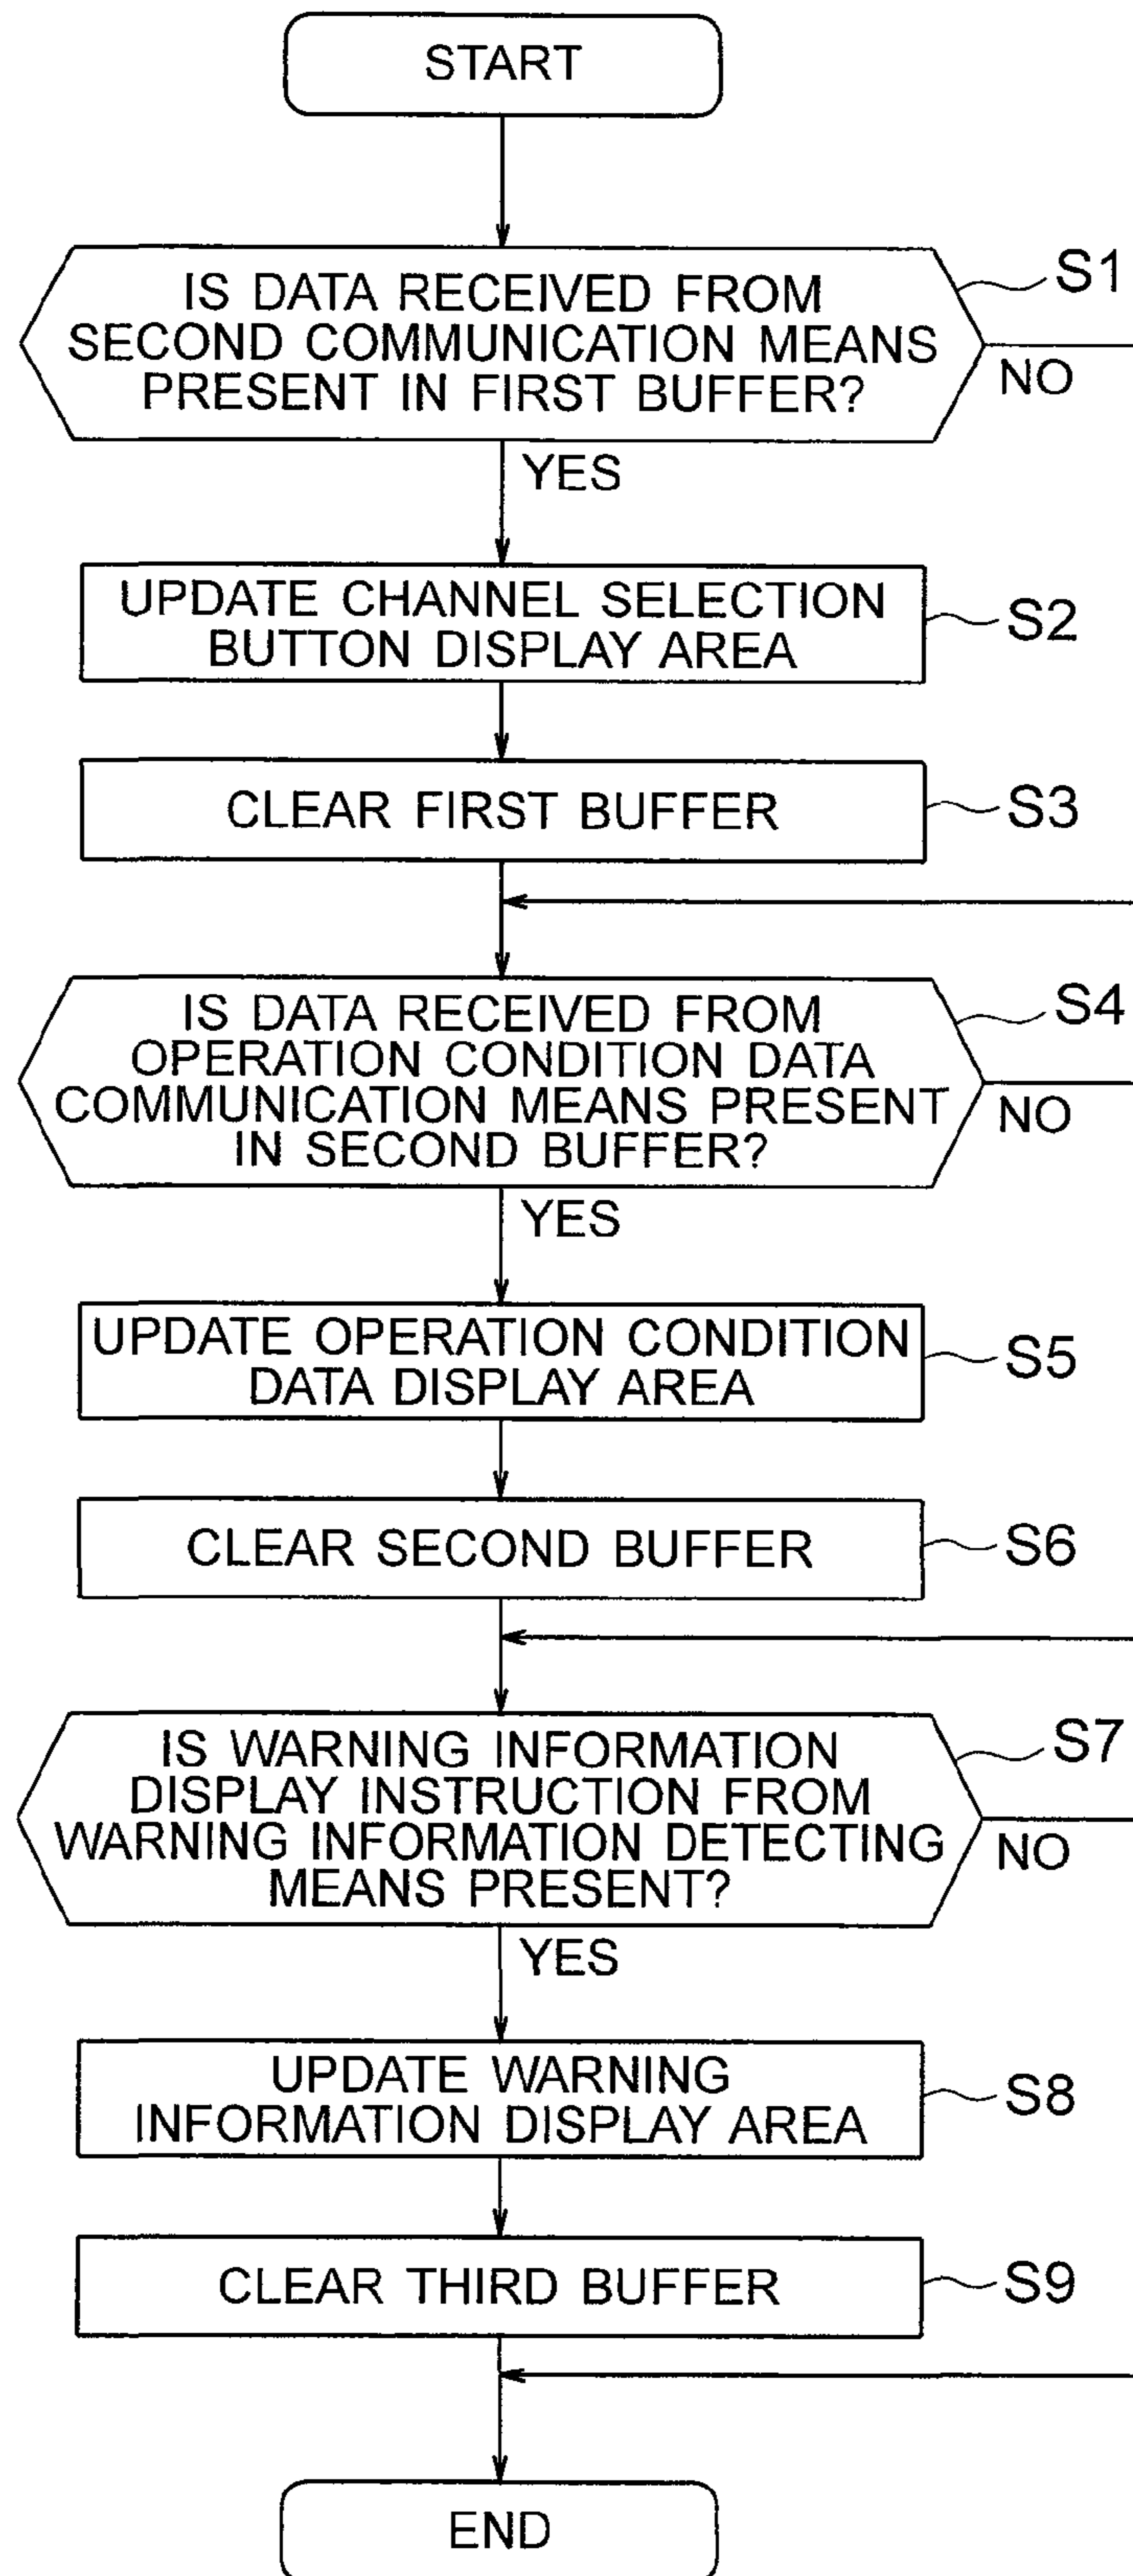 START
IS DATA RECEIVED FROM
SECOND COMMUNICATION MEANS
PRESENT IN FIRST BUFFER?
S1
NO
YES
UPDATE CHANNEL SELECTION
BUTTON DISPLAY AREA
S2
CLEAR FIRST BUFFER
S3
IS DATA RECEIVED FROM
OPERATION CONDITION DATA
COMMUNICATION MEANS PRESENT
IN SECOND BUFFER?
S4
NO
YES
UPDATE OPERATION CONDITION
DATA DISPLAY AREA
S5
CLEAR SECOND BUFFER
S6
IS WARNING INFORMATION
DISPLAY INSTRUCTION FROM
WARNING INFORMATION DETECTING
MEANS PRESENT?
S7
NO
YES
UPDATE WARNING
INFORMATION DISPLAY AREA
S8
CLEAR THIRD BUFFER
S9
END